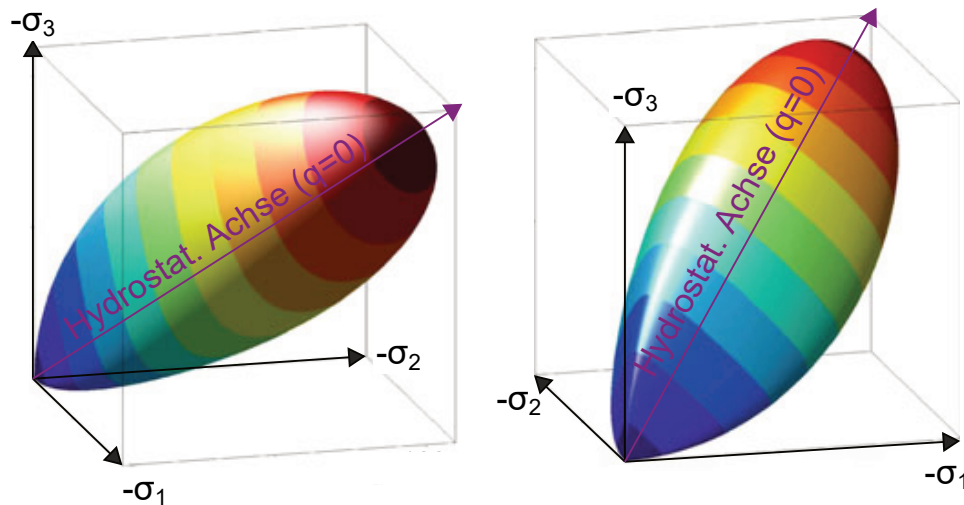 -σ3
Hydrostat. Achse (q=0)
-σ2
-σ1
-σ3
Hydrostat. Achse (q=0)
-σ2
-σ1